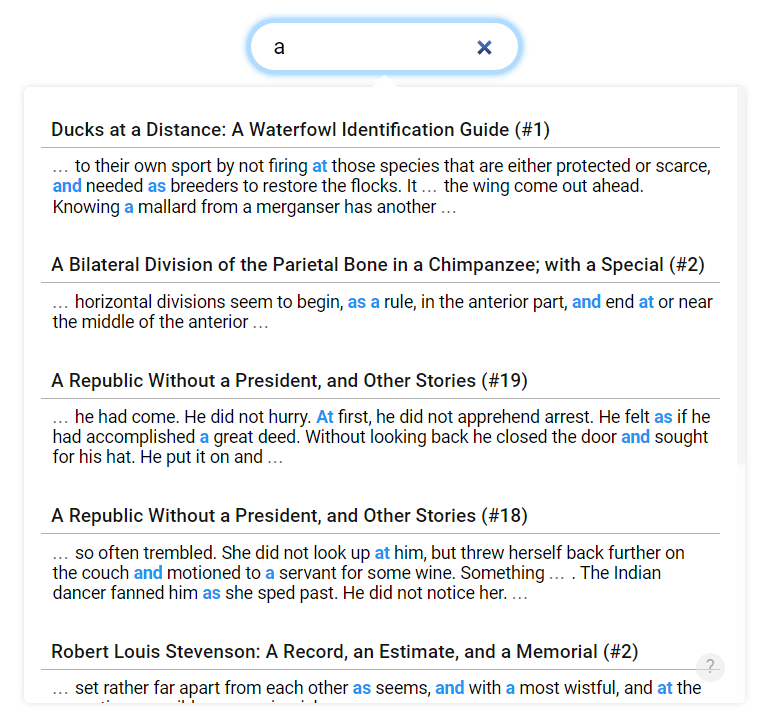 a
Ducks at a Distance: A Waterfowl Identification Guide (#1)
... to their own sport by not firing at those species that are either protected or scarce,
and needed as breeders to restore the flocks. It ... the wing come out ahead.
Knowing a mallard from a merganser has another ...
A Bilateral Division of the Parietal Bone in a Chimpanzee; with a Special (#2)
... horizontal divisions seem to begin, as a rule, in the anterior part, and end at or near
the middle of the anterior ...
A Republic Without a President, and Other Stories (#19)
... he had come. He did not hurry. At first, he did not apprehend arrest. He felt as if he
had accomplished a great deed. Without looking back he closed the door and sought
for his hat. He put it on and ...
A Republic Without a President, and Other Stories (#18)
... so often trembled. She did not look up at him, but threw herself back further on
the couch and motioned to a servant for some wine. Something ... . The Indian
dancer fanned him as she sped past. He did not notice her. ...
Robert Louis Stevenson: A Record, an Estimate, and a Memorial (#2)
?
... set rather far apart from each other as seems, and with a most wistful, and at the